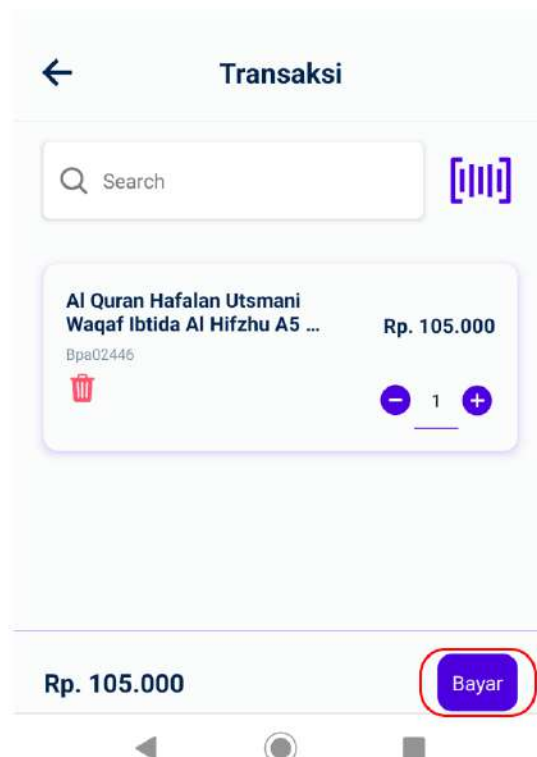 Transaksi
Search
Al Quran Hafalan Utsmani
Waqaf Ibtida Al Hifzhu A5 ...
Rp. 105.000
Bpa02446
1
Rp. 105.000
Bayar